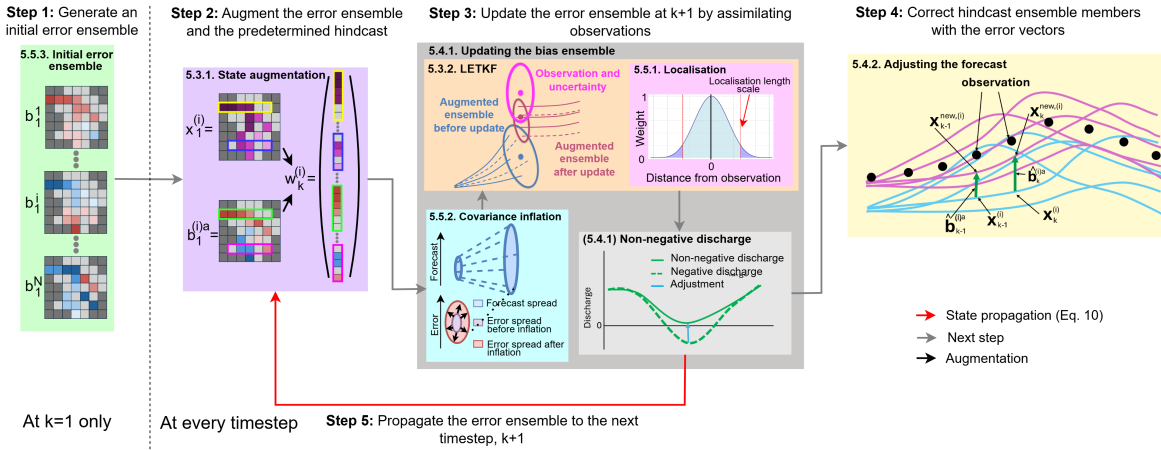 Step 1: Generate an
initial error ensemble
5.5.3. Initial error
ensemble
b 1 1
b 1 i
b 1 N
At k=1 only
Step 2: Augment the error ensemble
and the predetermined hindcast
5.3.1. State augmentation
x 1 (i) =
b 1 (i)a =
w k (i) =
At every timestep
Step 3: Update the error ensemble at k+1 by assimilating
observations
5.4.1. Updating the bias ensemble
5.3.2. LETKF
Observation and
uncertainty
Augmented
ensemble
before update
Augmented
ensemble
after update
5.5.1. Localisation
Localisation length
scale
1
Weight
0
0
Distance from observation
5.5.2. Covariance inflation
Forecast
Error
Forecast spread
Error spread
before inflation
Error spread after
inflation
(5.4.1) Non-negative discharge
Non-negative discharge
Negative discharge
Adjustment
Discharge
0
Step 5: Propagate the error ensemble to the next
timestep, k+1
Step 4: Correct hindcast ensemble members
with the error vectors
5.4.2. Adjusting the forecast
observation
x k-1 new,(i)
x k new,(i)
b̂ k (i)a
b̂ k-1 (i)a
x k-1 (i)
x k (i)
State propagation (Eq. 10)
Next step
Augmentation